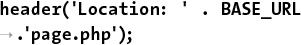 header('Location: ' . BASE_URL
→.'page.php');